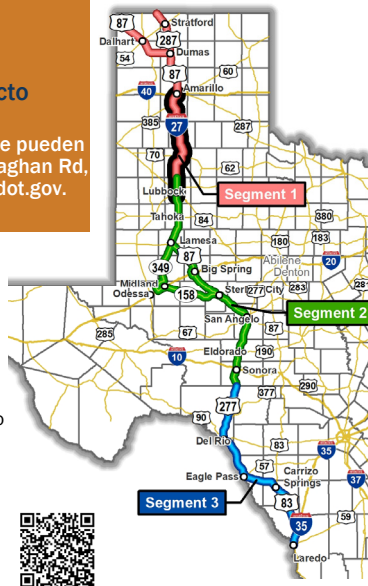 cto
e pueden
aghan Rd,
dot.gov.
o
87
Stratford
Dalhart
287
54
Dumas
87
60
40
Amarillo
385
27
287
70
62
Lubbock
Segment 1
Tahoka
84
380
Lamesa
180
183
87
Abilene
20
349
Big Spring
Denton
Midland
Sterling City
277
283
281
Odessa
158
Segment 2
San Angelo
87
285
67
10
Eldorado
190
Sonora
377
290
277
90
Del Rio
83
35
57
Eagle Pass
Carrizo
Springs
37
Segment 3
83
59
35
Laredo